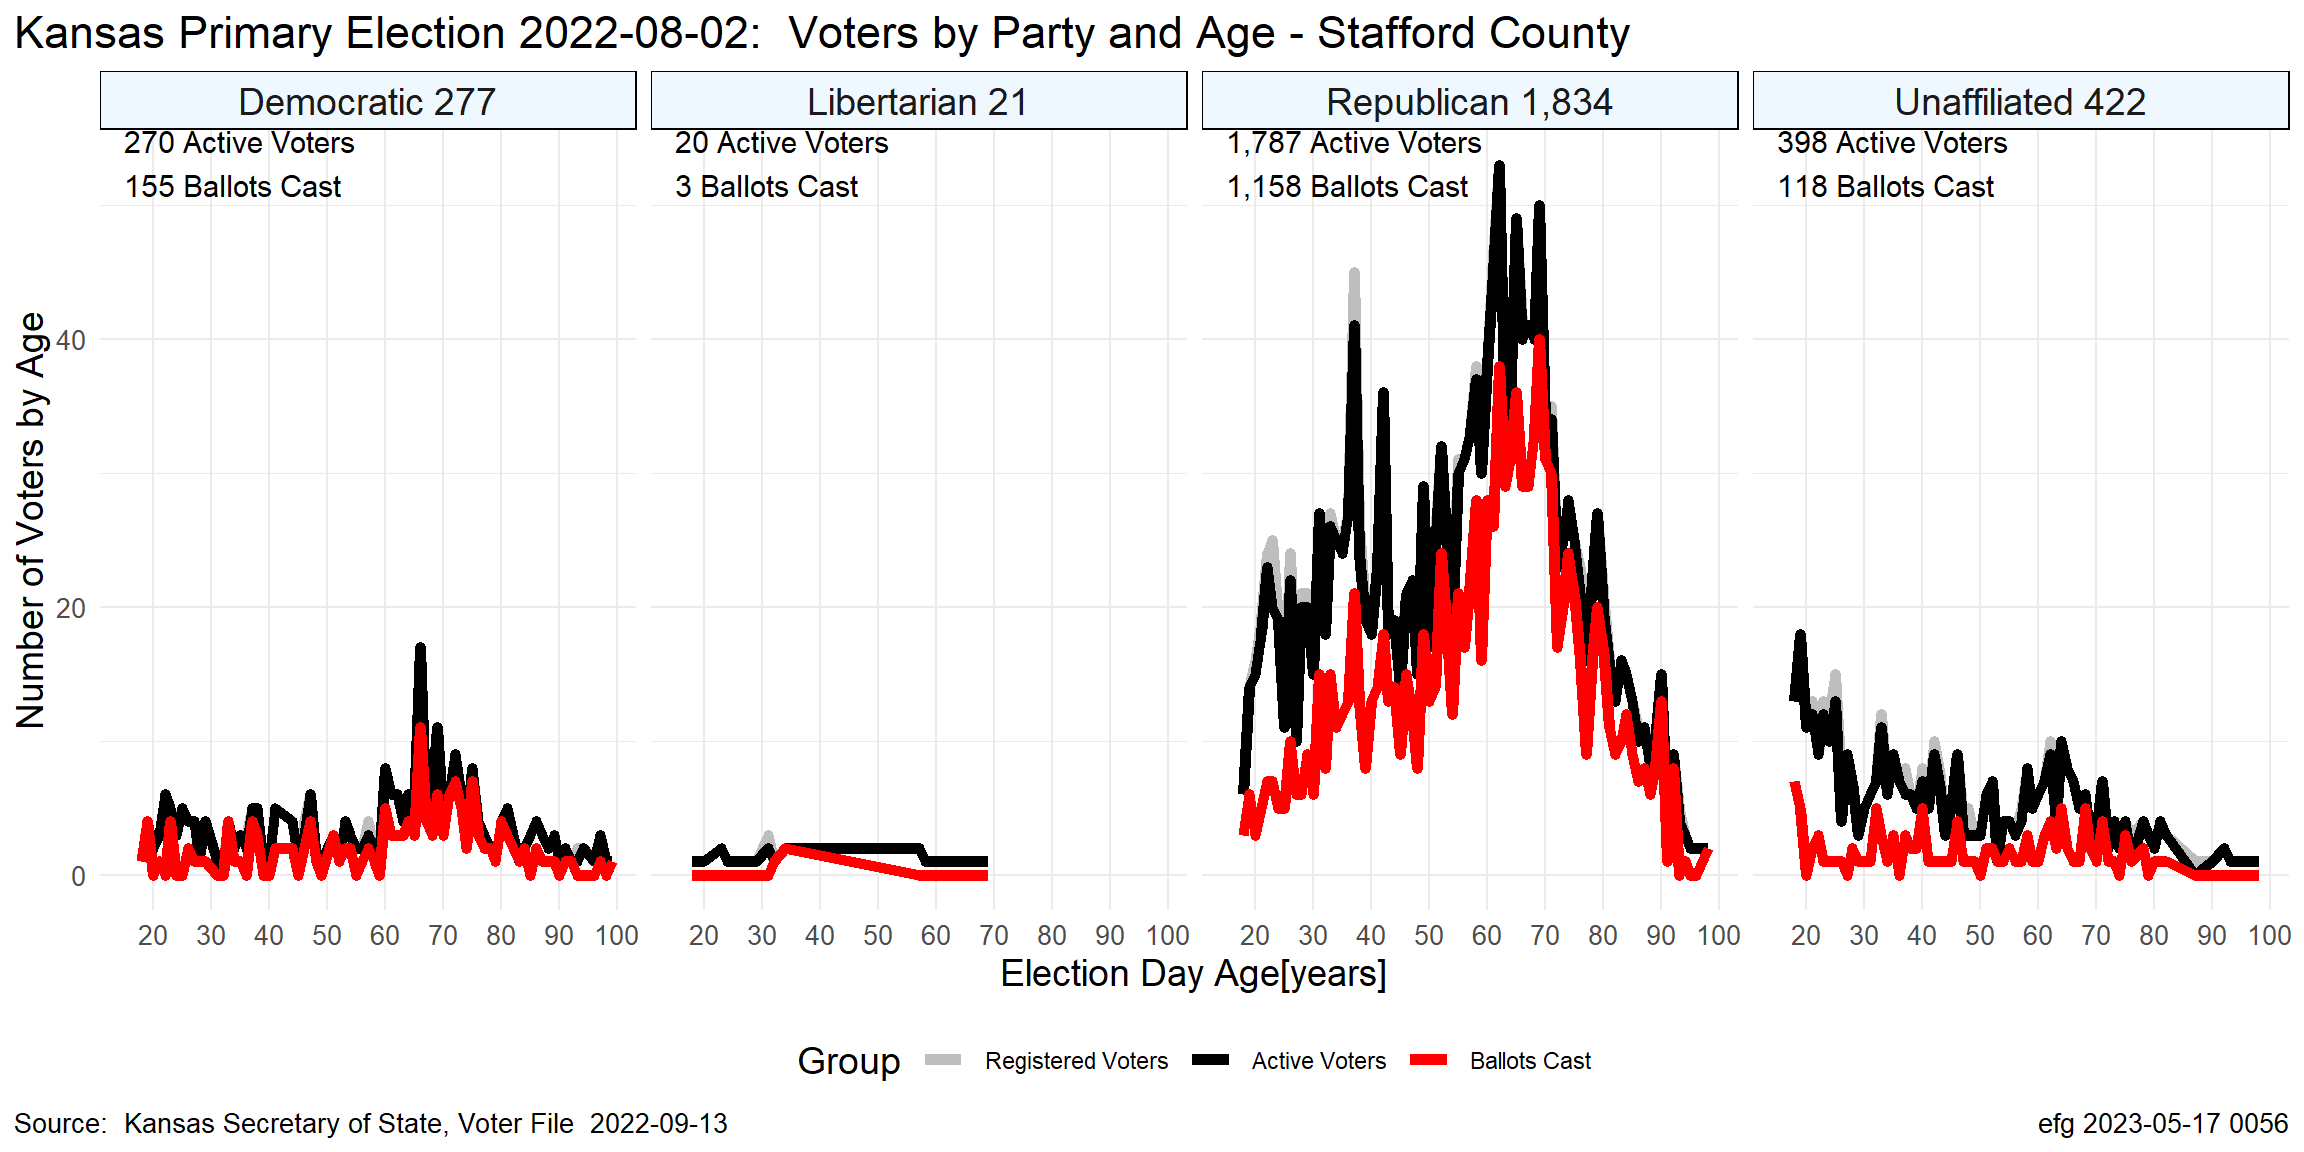 Kansas Primary Election 2022-08-02:  Voters by Party and Age - Stafford County
Democratic 277
Libertarian 21
Republican 1,834
Unaffiliated 422
270 Active Voters
155 Ballots Cast
20 Active Voters
3 Ballots Cast
1,787 Active Voters
1,158 Ballots Cast
398 Active Voters
118 Ballots Cast
Number of Voters by Age
40
20
0
20 30 40 50 60 70 80 90 100
20 30 40 50 60 70 80 90 100
20 30 40 50 60 70 80 90 100
20 30 40 50 60 70 80 90 100
Election Day Age[years]
Group Registered Voters Active Voters Ballots Cast
Source:  Kansas Secretary of State, Voter File  2022-09-13
efg 2023-05-17 0056